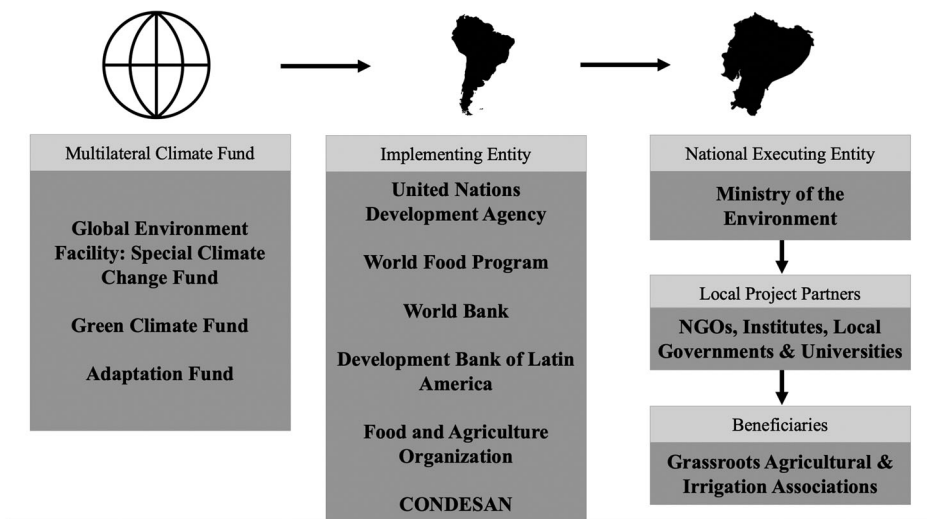 Multilateral Climate Fund
Global Environment
Facility: Special Climate
Change Fund
Green Climate Fund
Adaptation Fund
Implementing Entity
United Nations
Development Agency
World Food Program
World Bank
Development Bank of Latin
America
Food and Agriculture
Organization
CONDESAN
National Executing Entity
Ministry of the
Environment
Local Project Partners
NGOs, Institutes, Local
Governments & Universities
Beneficiaries
Grassroots Agricultural &
Irrigation Associations